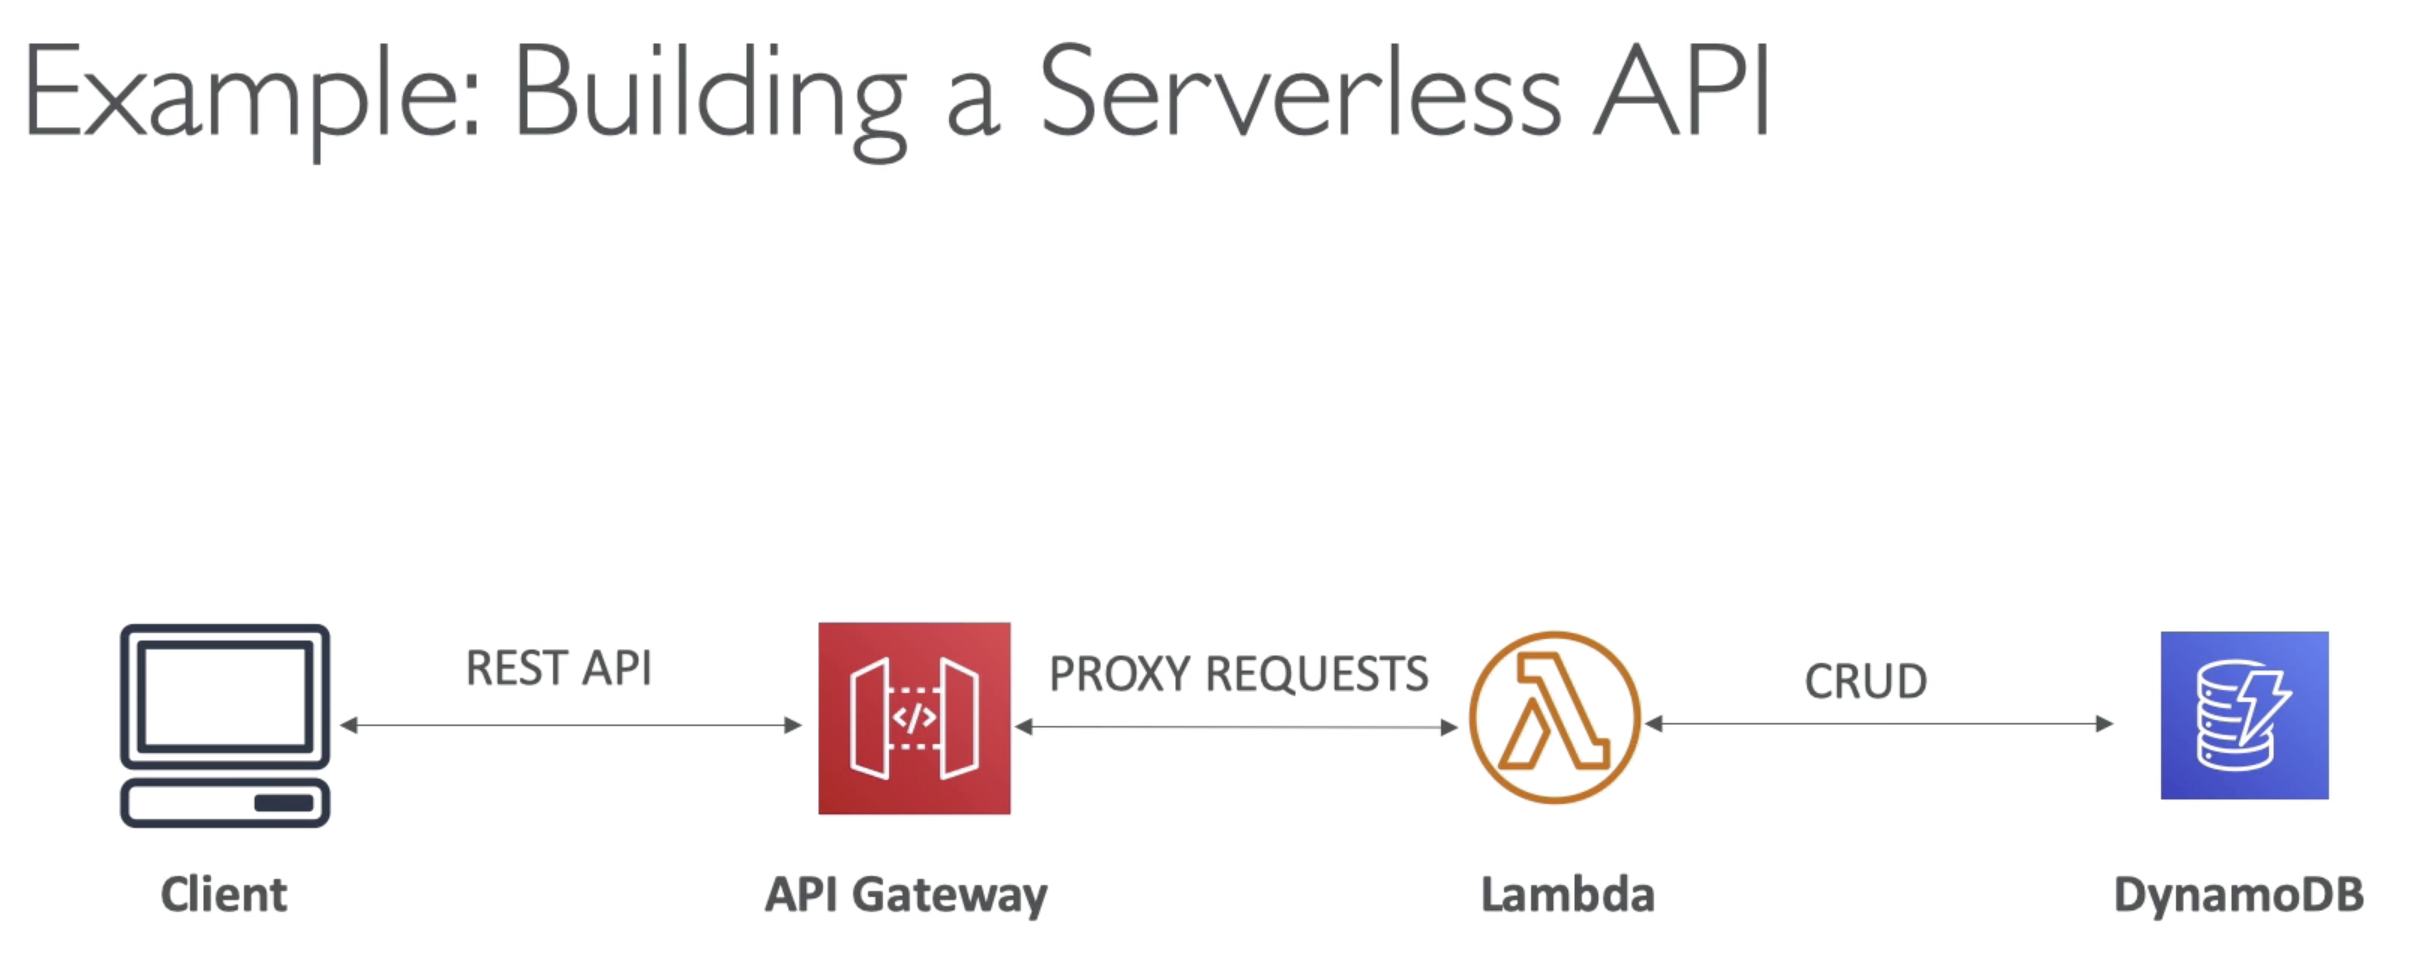 Example: Building a Serverless API
REST API
PROXY REQUESTS
CRUD
</>
Client
API Gateway
Lambda
DynamoDB